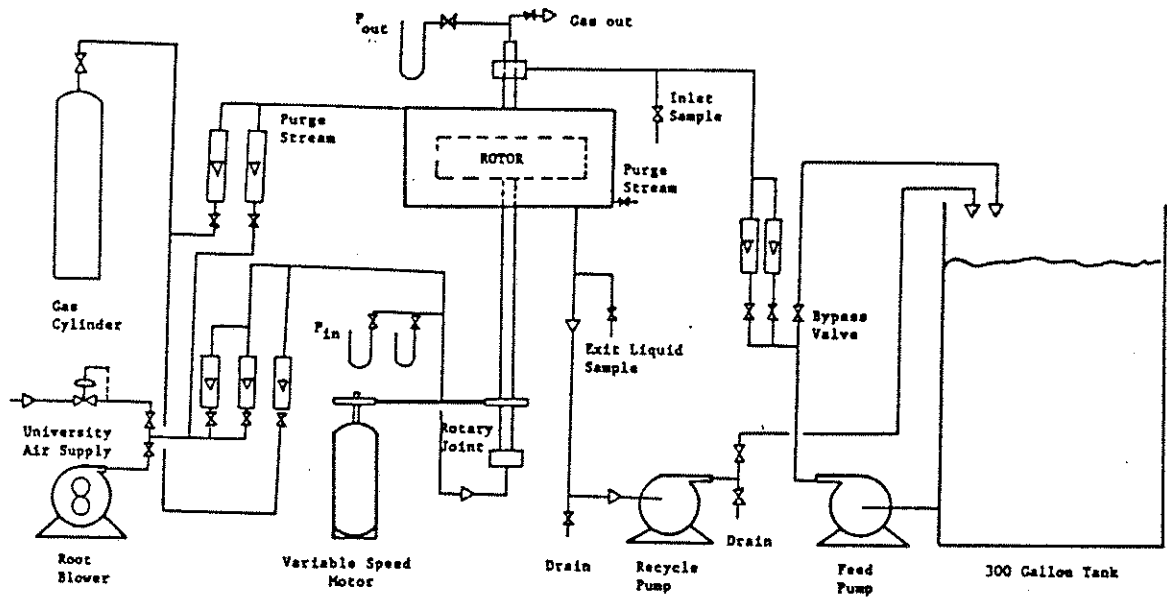 P out
Gas out
Inlet
Sample
Purge
Stream
ROTOR
Purge
Stream
Gas
Cylinder
P in
Bypass
Valve
Exit Liquid
Sample
University
Air Supply
Rotary
Joint
Root
Blower
Variable Speed
Motor
Drain
Recycle
Pump
Drain
Feed
Pump
300 Gallon Tank